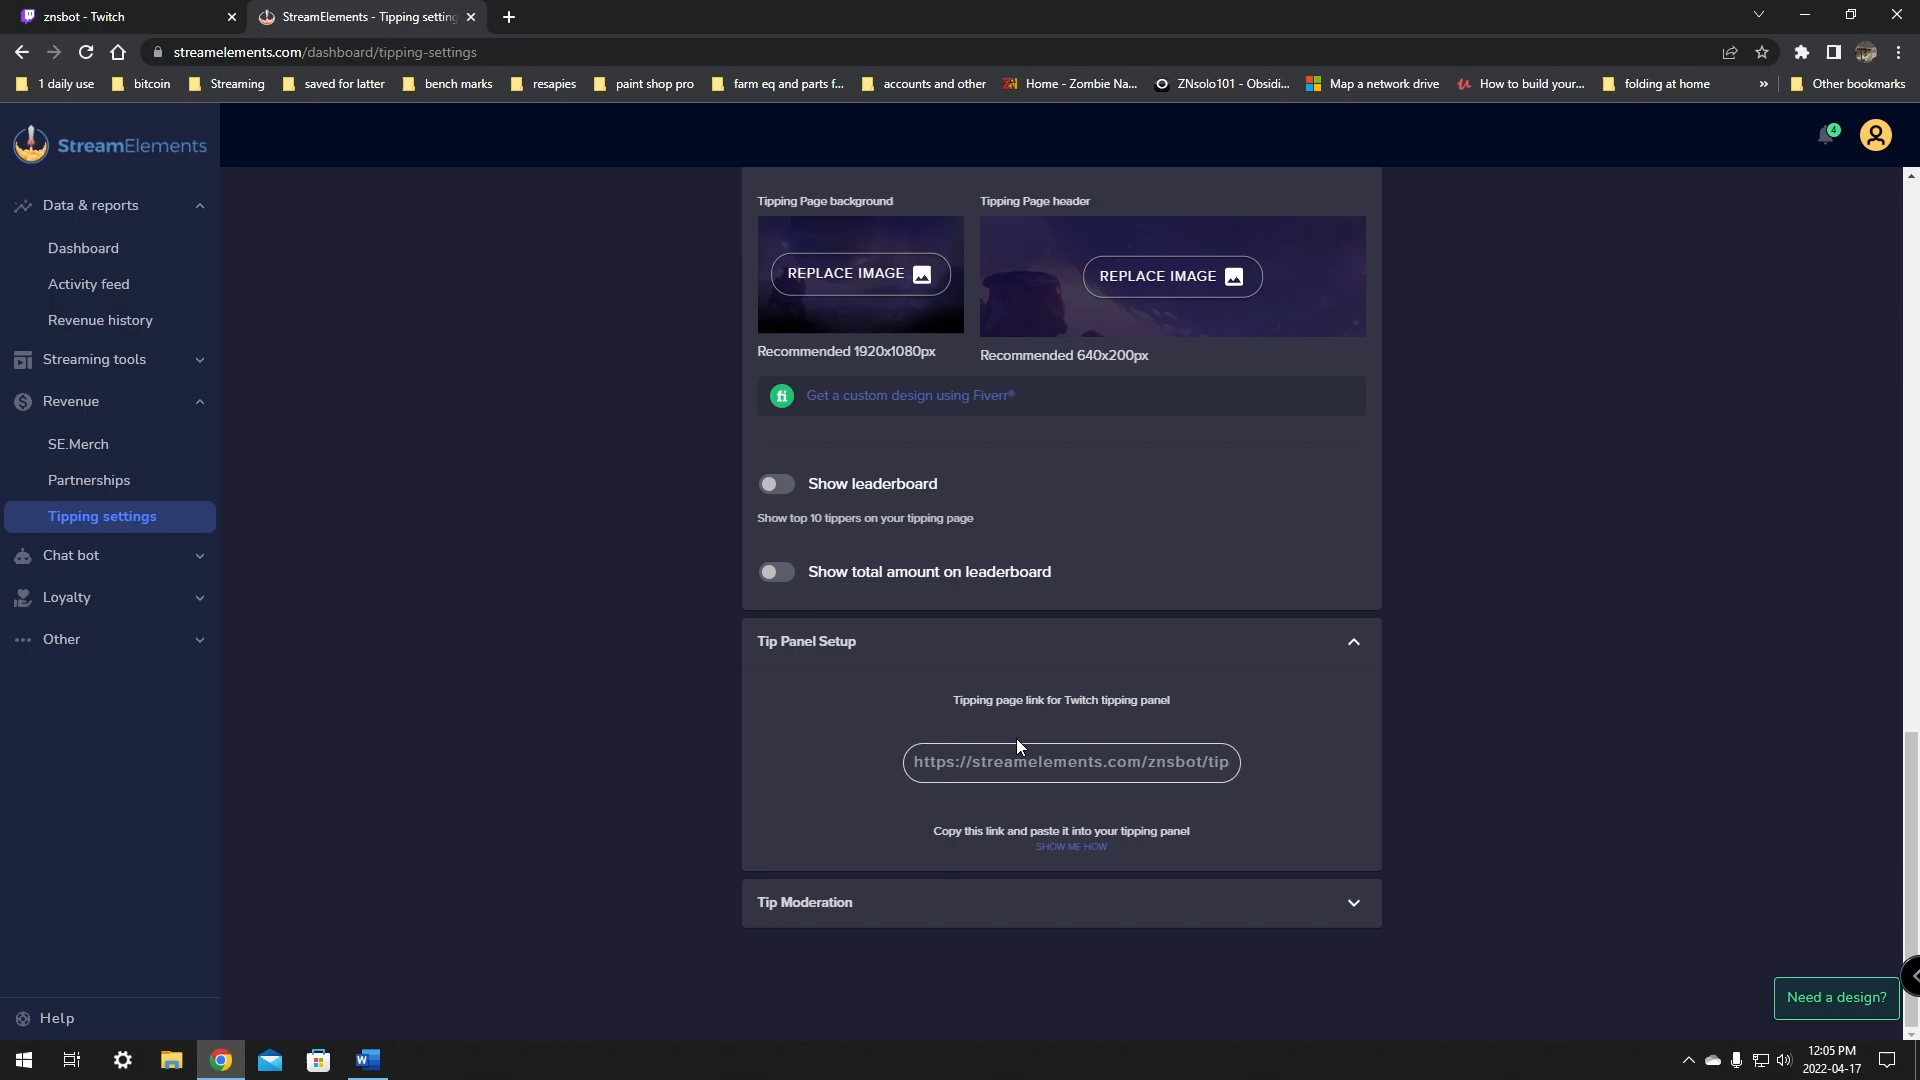 znsbot - Twitch
StreamElements - Tipping setting
streamelements.com/dashboard/tipping-settings
1 daily use
bitcoin
Streaming
saved for latter
bench marks
resapies
paint shop pro
farm eq and parts f...
accounts and other
Home - Zombie Na...
ZNsolo101 - Obsidi...
Map a network drive
How to build your...
folding at home
»
Other bookmarks
StreamElements
4
Data & reports
Dashboard
Activity feed
Revenue history
Streaming tools
Revenue
SE.Merch
Partnerships
Tipping settings
Chat bot
Loyalty
Other
Help
Tipping Page background
Tipping Page header
REPLACE IMAGE
REPLACE IMAGE
Recommended 1920x1080px
Recommended 640x200px
fi
Get a custom design using Fiverr®
Show leaderboard
Show top 10 tippers on your tipping page
Show total amount on leaderboard
Tip Panel Setup
Tipping page link for Twitch tipping panel
https://streamelements.com/znsbot/tip
Copy this link and paste it into your tipping panel
SHOW ME HOW
Tip Moderation
Need a design?
12:05 PM
2022-04-17